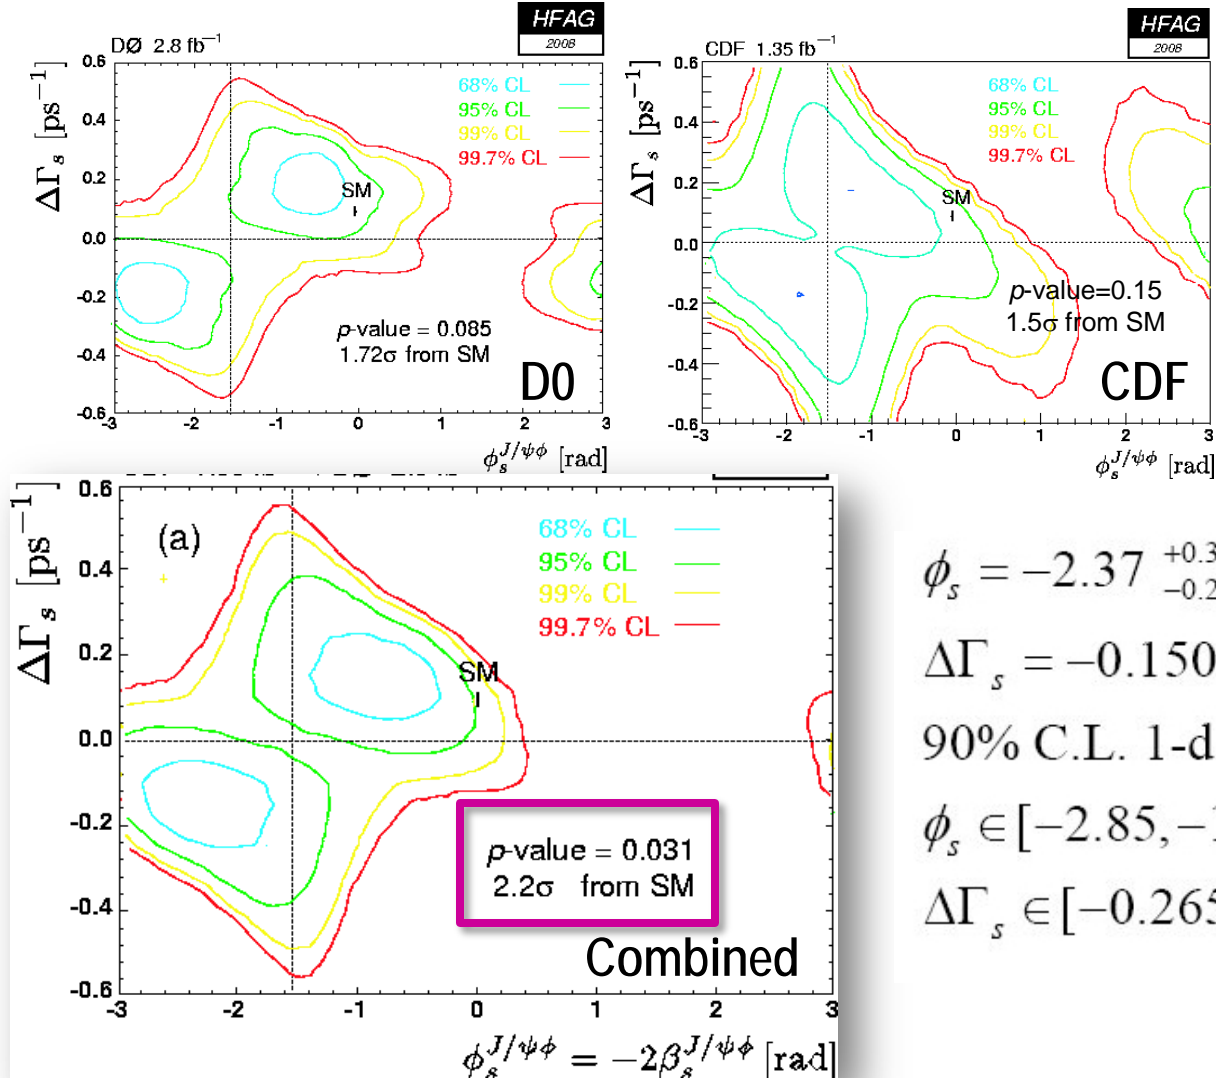 HFAG
2008
DØ 2.8 fb⁻¹
ΔΓₛ [ps⁻¹]
0.6
0.4
0.2
0.0
-0.2
-0.4
-0.6
68% CL
95% CL
99% CL
99.7% CL
SM
p-value = 0.085
1.72σ from SM
D0
-3 -2 -1 0 1 2 3
ϕₛ^{J/ψϕ} [rad]
HFAG
2008
CDF 1.35 fb⁻¹
ΔΓₛ [ps⁻¹]
0.6
0.4
0.2
0.0
-0.2
-0.4
-0.6
68% CL
95% CL
99% CL
99.7% CL
SM
p-value=0.15
1.5σ from SM
CDF
-3 -2 -1 0 1 2 3
ϕₛ^{J/ψϕ} [rad]
ΔΓₛ [ps⁻¹]
0.6
0.4
0.2
0.0
-0.2
-0.4
-0.6
(a)
68% CL
95% CL
99% CL
99.7% CL
SM
p-value = 0.031
2.2σ from SM
Combined
-3 -2 -1 0 1 2 3
ϕₛ^{J/ψϕ} = −2βₛ^{J/ψϕ} [rad]
ϕₛ = −2.37 +0.3 −0.2
ΔΓₛ = −0.150
90% C.L. 1-d
ϕₛ ∈ [−2.85, −1
ΔΓₛ ∈ [−0.265